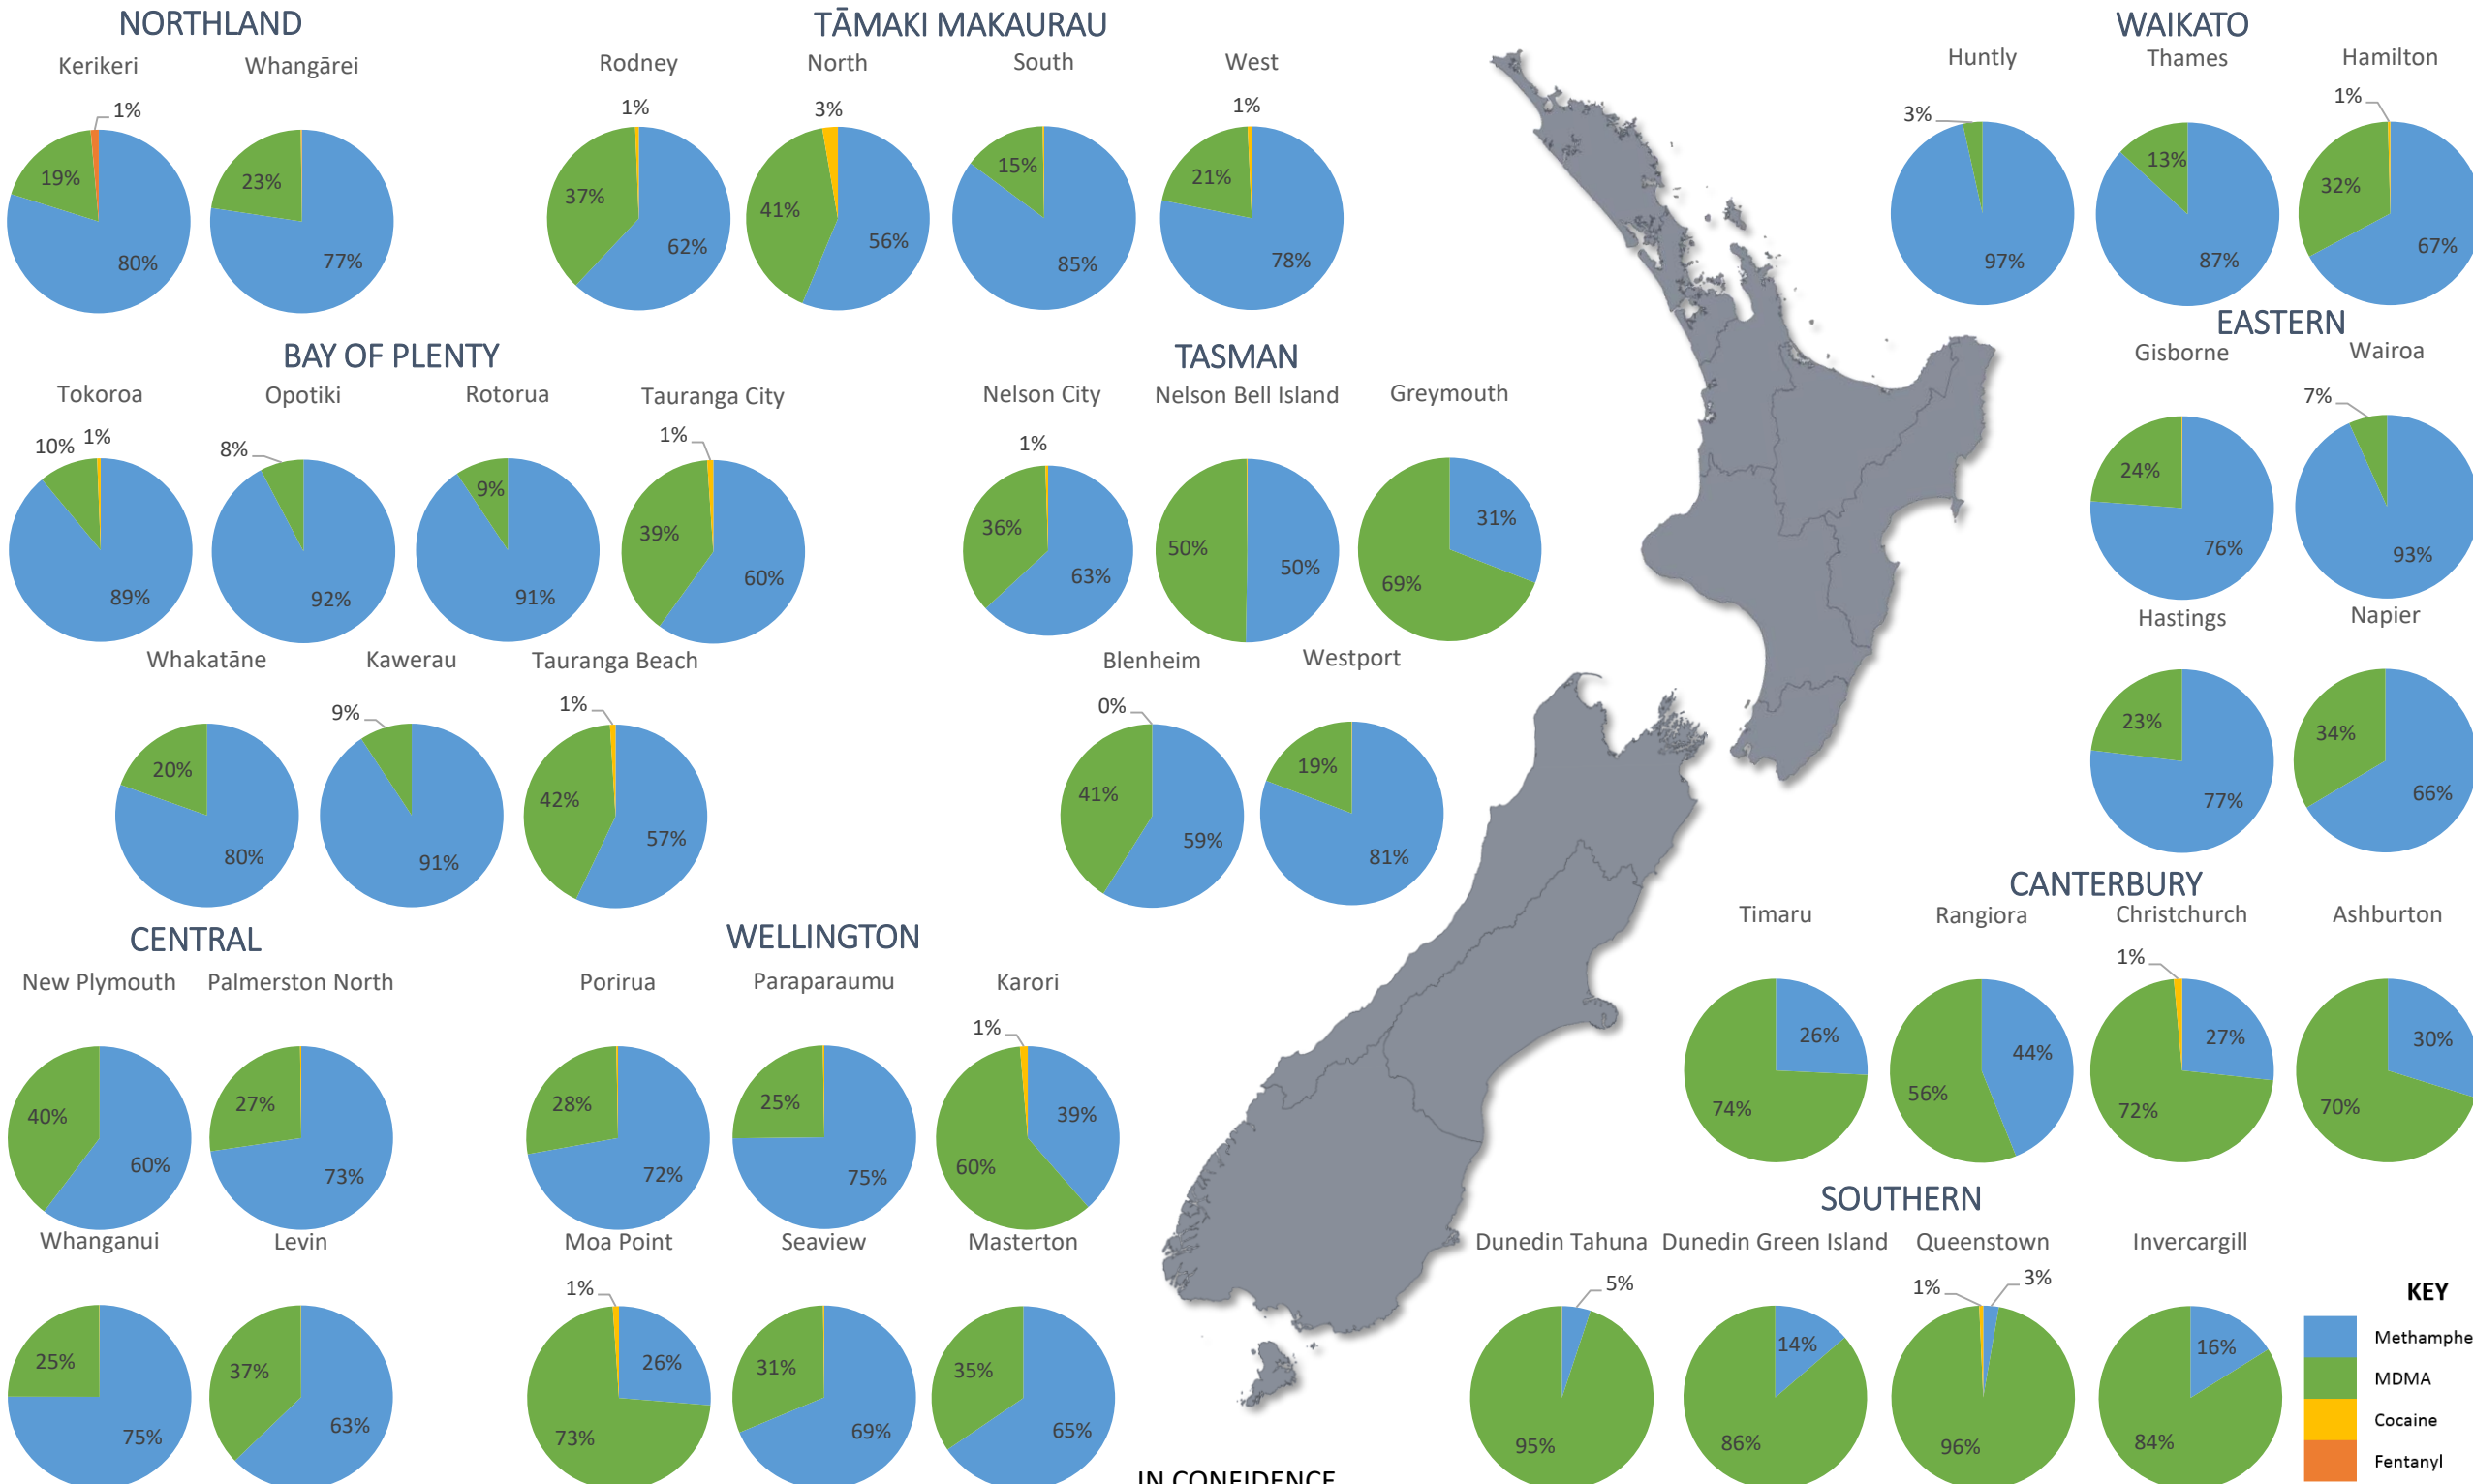 NORTHLAND
Kerikeri
Whangārei
1%
19%
80%
23%
77%
TĀMAKI MAKAURAU
Rodney
North
South
West
1%
37%
62%
3%
41%
56%
15%
85%
1%
21%
78%
WAIKATO
Huntly
Thames
Hamilton
3%
97%
13%
87%
1%
32%
67%
BAY OF PLENTY
Tokoroa
Opotiki
Rotorua
Tauranga City
10%
1%
89%
8%
92%
9%
91%
1%
39%
60%
Whakatāne
Kawerau
Tauranga Beach
20%
80%
9%
91%
1%
42%
57%
TASMAN
Nelson City
Nelson Bell Island
Greymouth
1%
36%
63%
50%
50%
31%
69%
Blenheim
Westport
0%
41%
59%
19%
81%
EASTERN
Gisborne
Wairoa
24%
76%
7%
93%
Hastings
Napier
23%
77%
34%
66%
CENTRAL
New Plymouth
Palmerston North
40%
60%
27%
73%
Whanganui
Levin
25%
75%
37%
63%
WELLINGTON
Porirua
Paraparaumu
Karori
28%
72%
25%
75%
1%
39%
60%
Moa Point
Seaview
Masterton
1%
26%
73%
31%
69%
35%
65%
CANTERBURY
Timaru
Rangiora
Christchurch
Ashburton
26%
74%
44%
56%
1%
27%
72%
30%
70%
SOUTHERN
Dunedin Tahuna
Dunedin Green Island
Queenstown
Invercargill
5%
95%
14%
86%
1%
3%
96%
16%
84%
KEY
Methamphe
MDMA
Cocaine
Fentanyl
IN CONFIDENCE